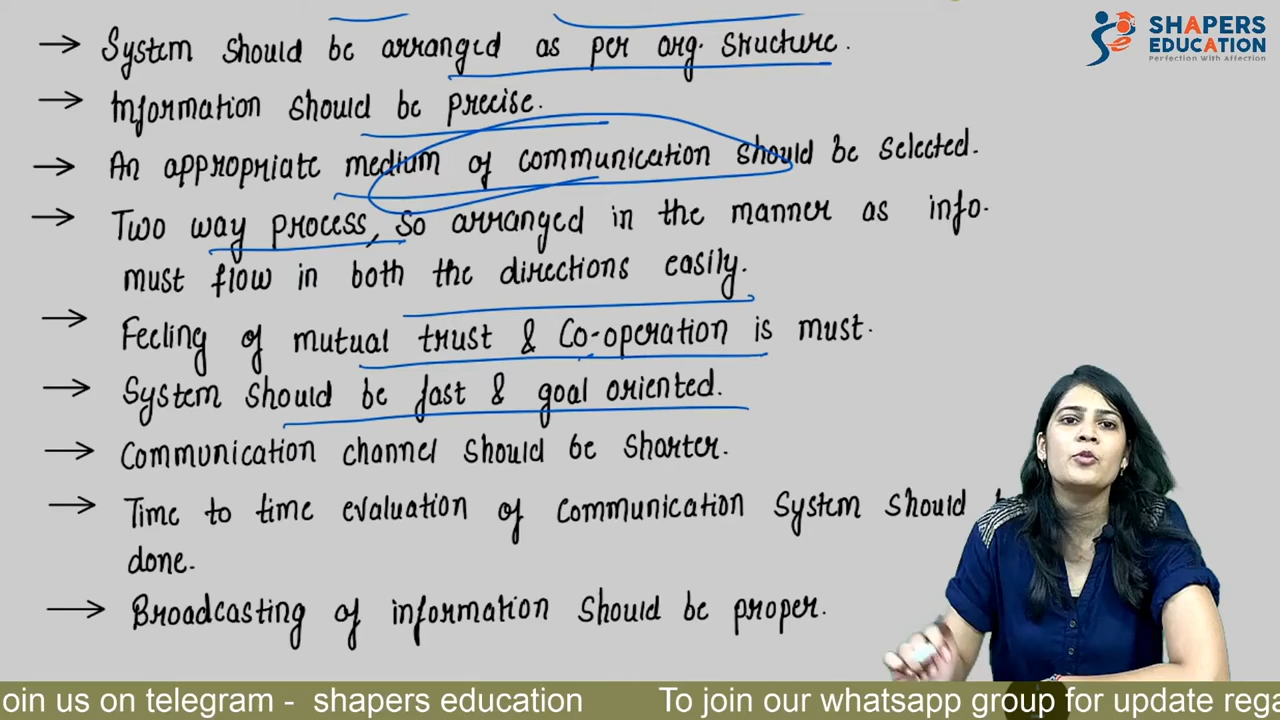 SHAPERS
EDUCATION
Perfection With Affection
→ System should be arranged as per org. structure.
→ Information should be precise.
→ An appropriate medium of communication should be selected.
→ Two way process, so arranged in the manner as info.
must flow in both the directions easily.
→ Feeling of mutual trust & Co-operation is must.
→ System should be fast & goal oriented.
→ Communication channel should be shorter.
→ Time to time evaluation of communication system should
done.
→ Broadcasting of information should be proper.
oin us on telegram - shapers education To join our whatsapp group for update rega